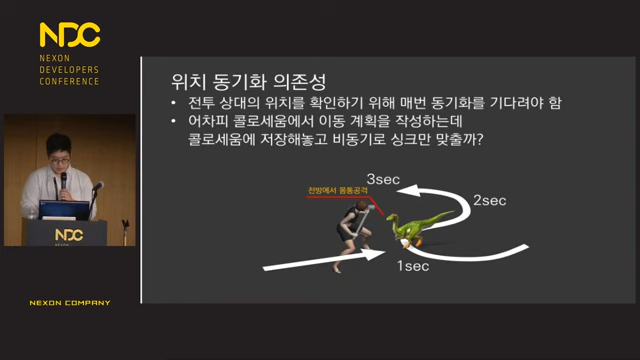 NDC
NEXON
DEVELOPERS
CONFERENCE
위치 동기화 의존성
• 전투 상대의 위치를 확인하기 위해 매번 동기화를 기다려야 함
• 어차피 콜로세움에서 이동 계획을 작성하는데
콜로세움에 저장해놓고 비동기로 싱크만 맞출까?
3sec
전방에서 몸통공격
2sec
1sec
NDC
NEXON COMPANY